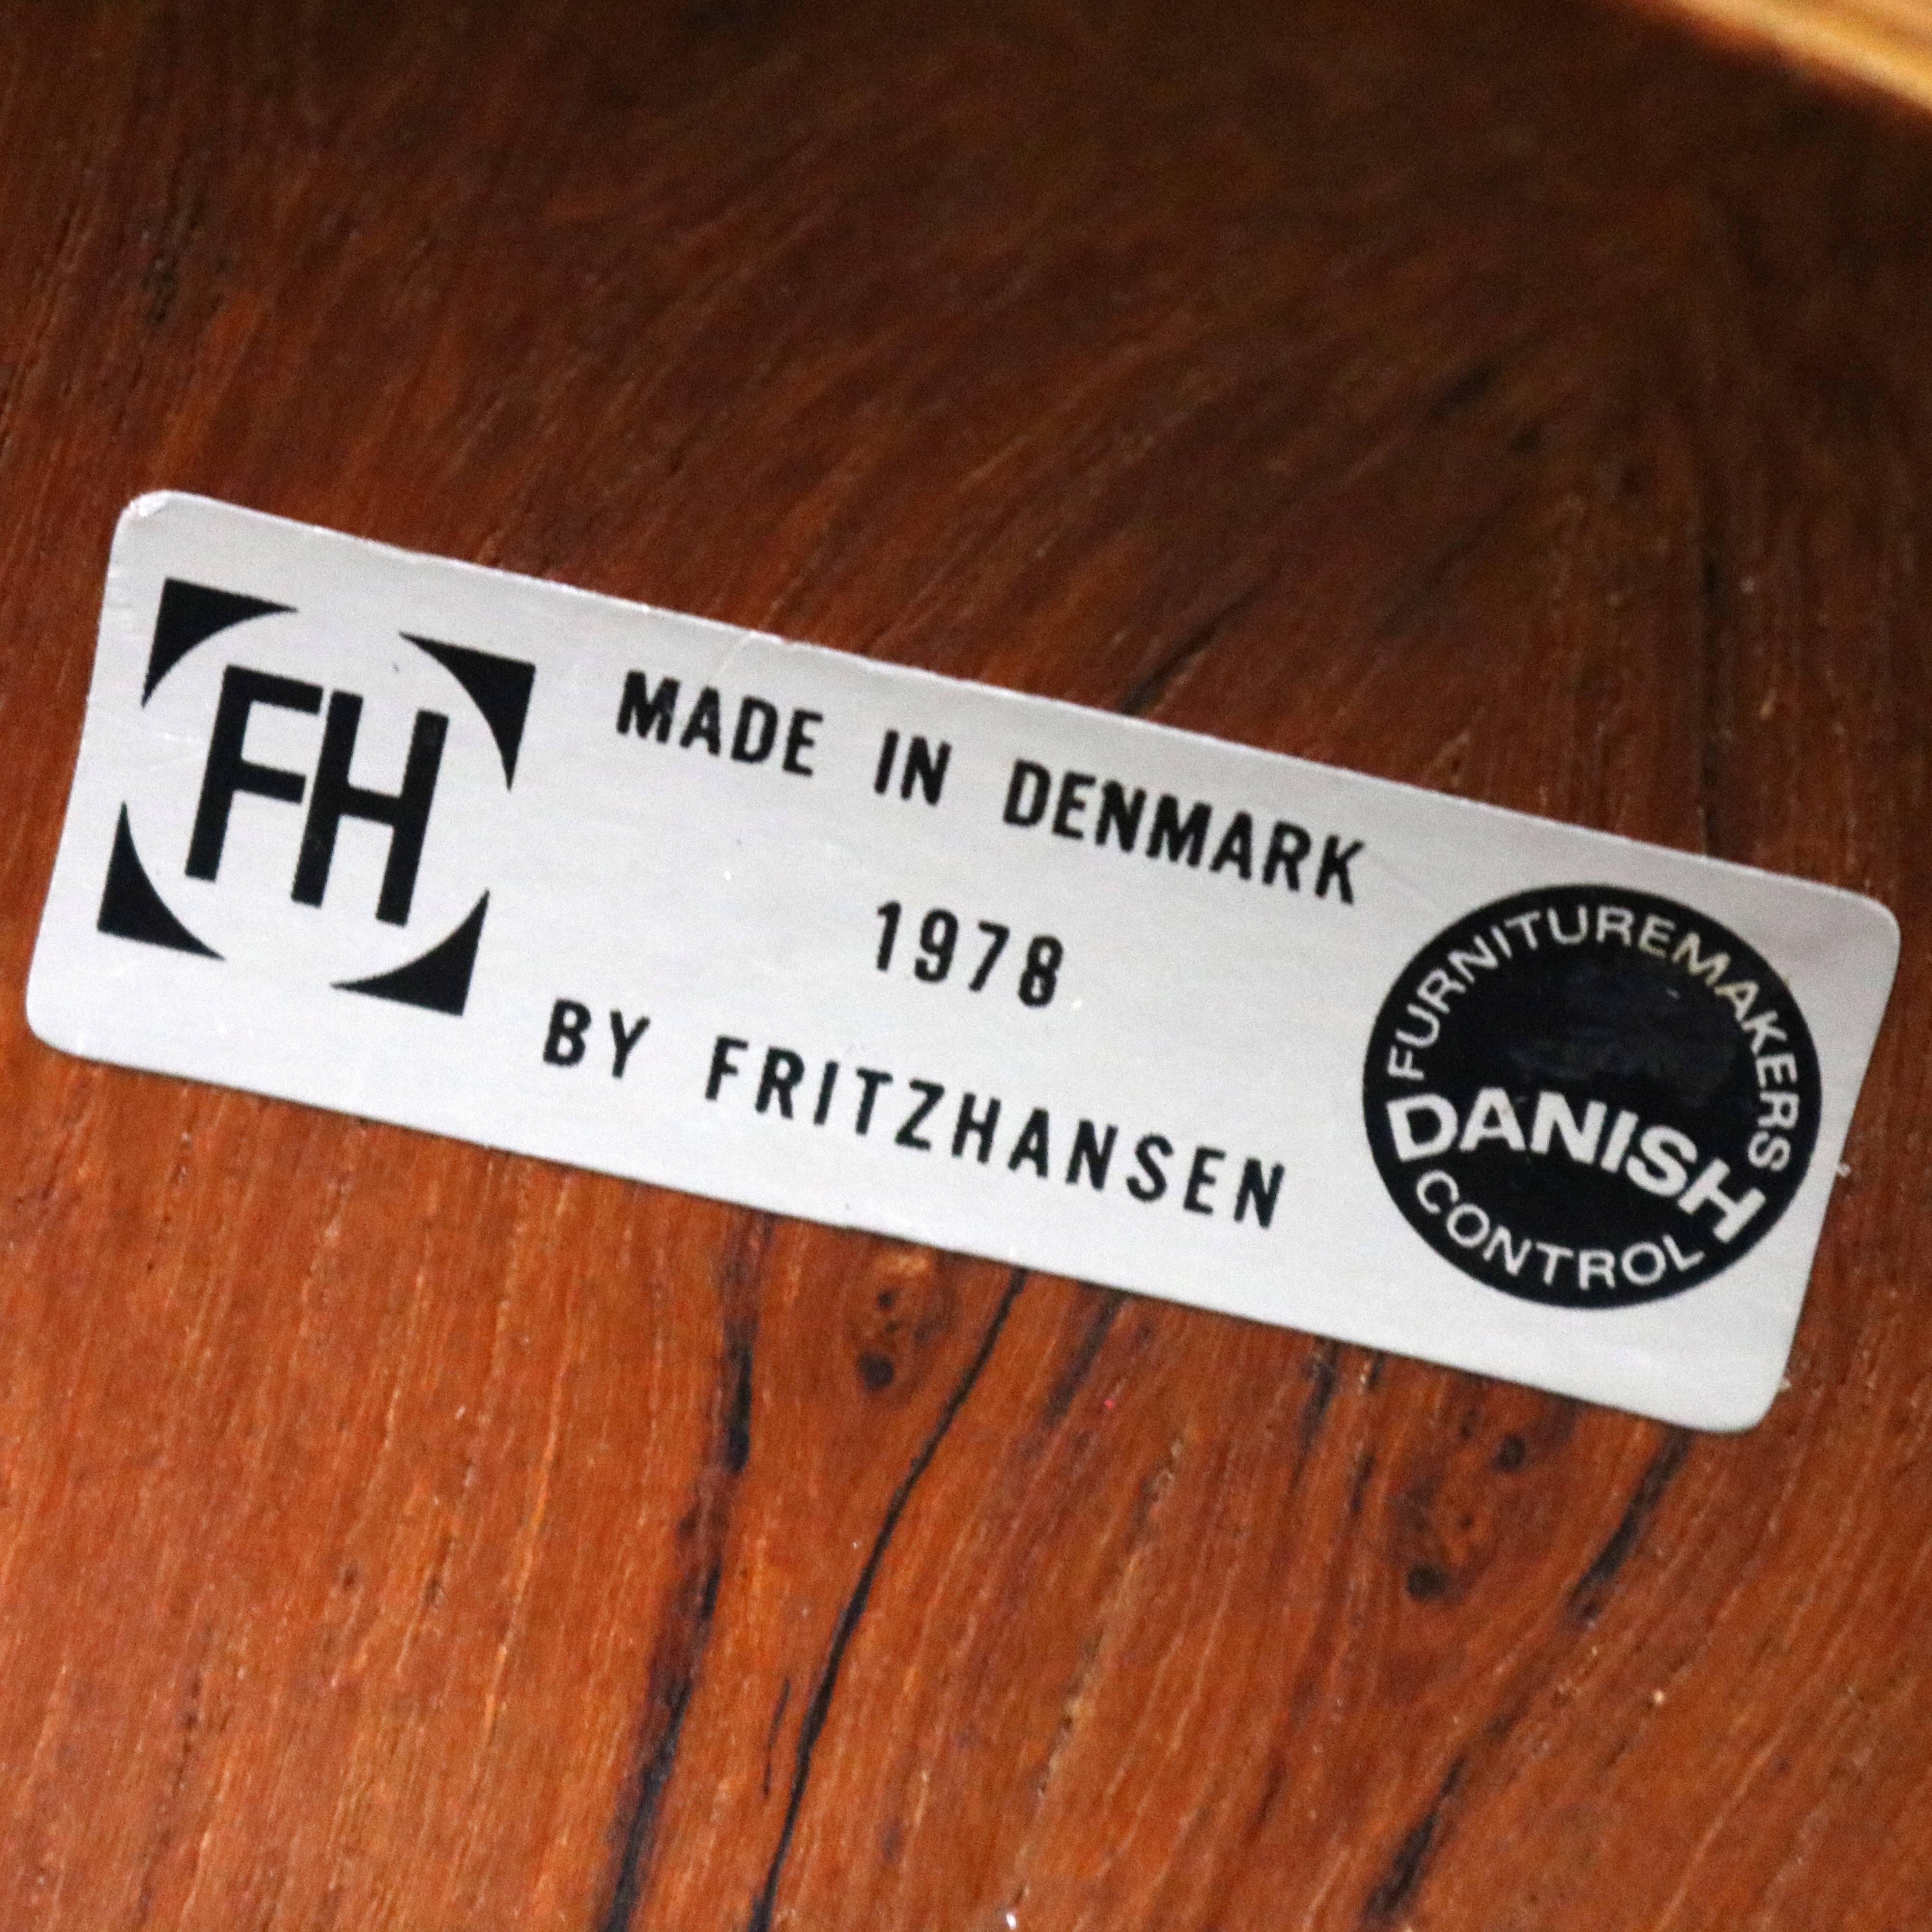 FH
MADE IN DENMARK
1978
BY FRITZHANSEN
FURNITUREMAKERS
DANISH
CONTROL